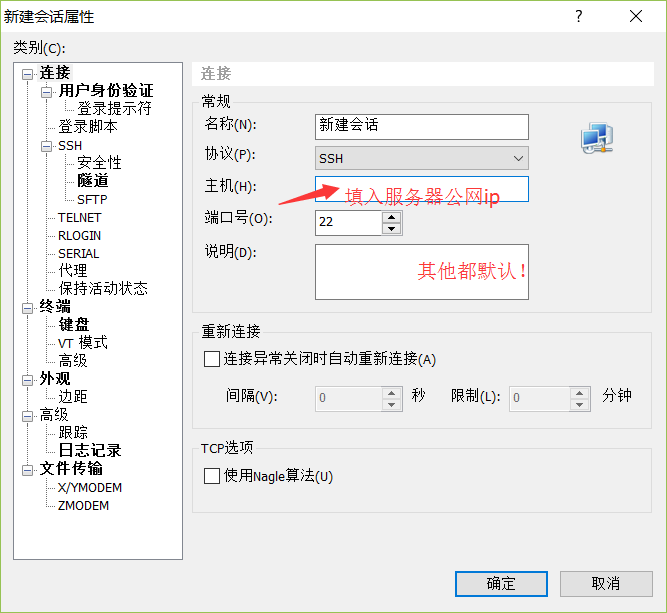 新建会话属性
?
类别(C):
连接
用户身份验证
登录提示符
登录脚本
SSH
安全性
隧道
SFTP
TELNET
RLOGIN
SERIAL
代理
保持活动状态
终端
键盘
VT 模式
高级
外观
边距
高级
跟踪
日志记录
文件传输
X/YMODEM
ZMODEM
连接
常规
名称(N):
新建会话
协议(P):
SSH
主机(H):
填入服务器公网ip
端口号(O):
22
说明(D):
其他都默认!
重新连接
连接异常关闭时自动重新连接(A)
间隔(V):
0
秒
限制(L):
0
分钟
TCP选项
使用Nagle算法(U)
确定
取消